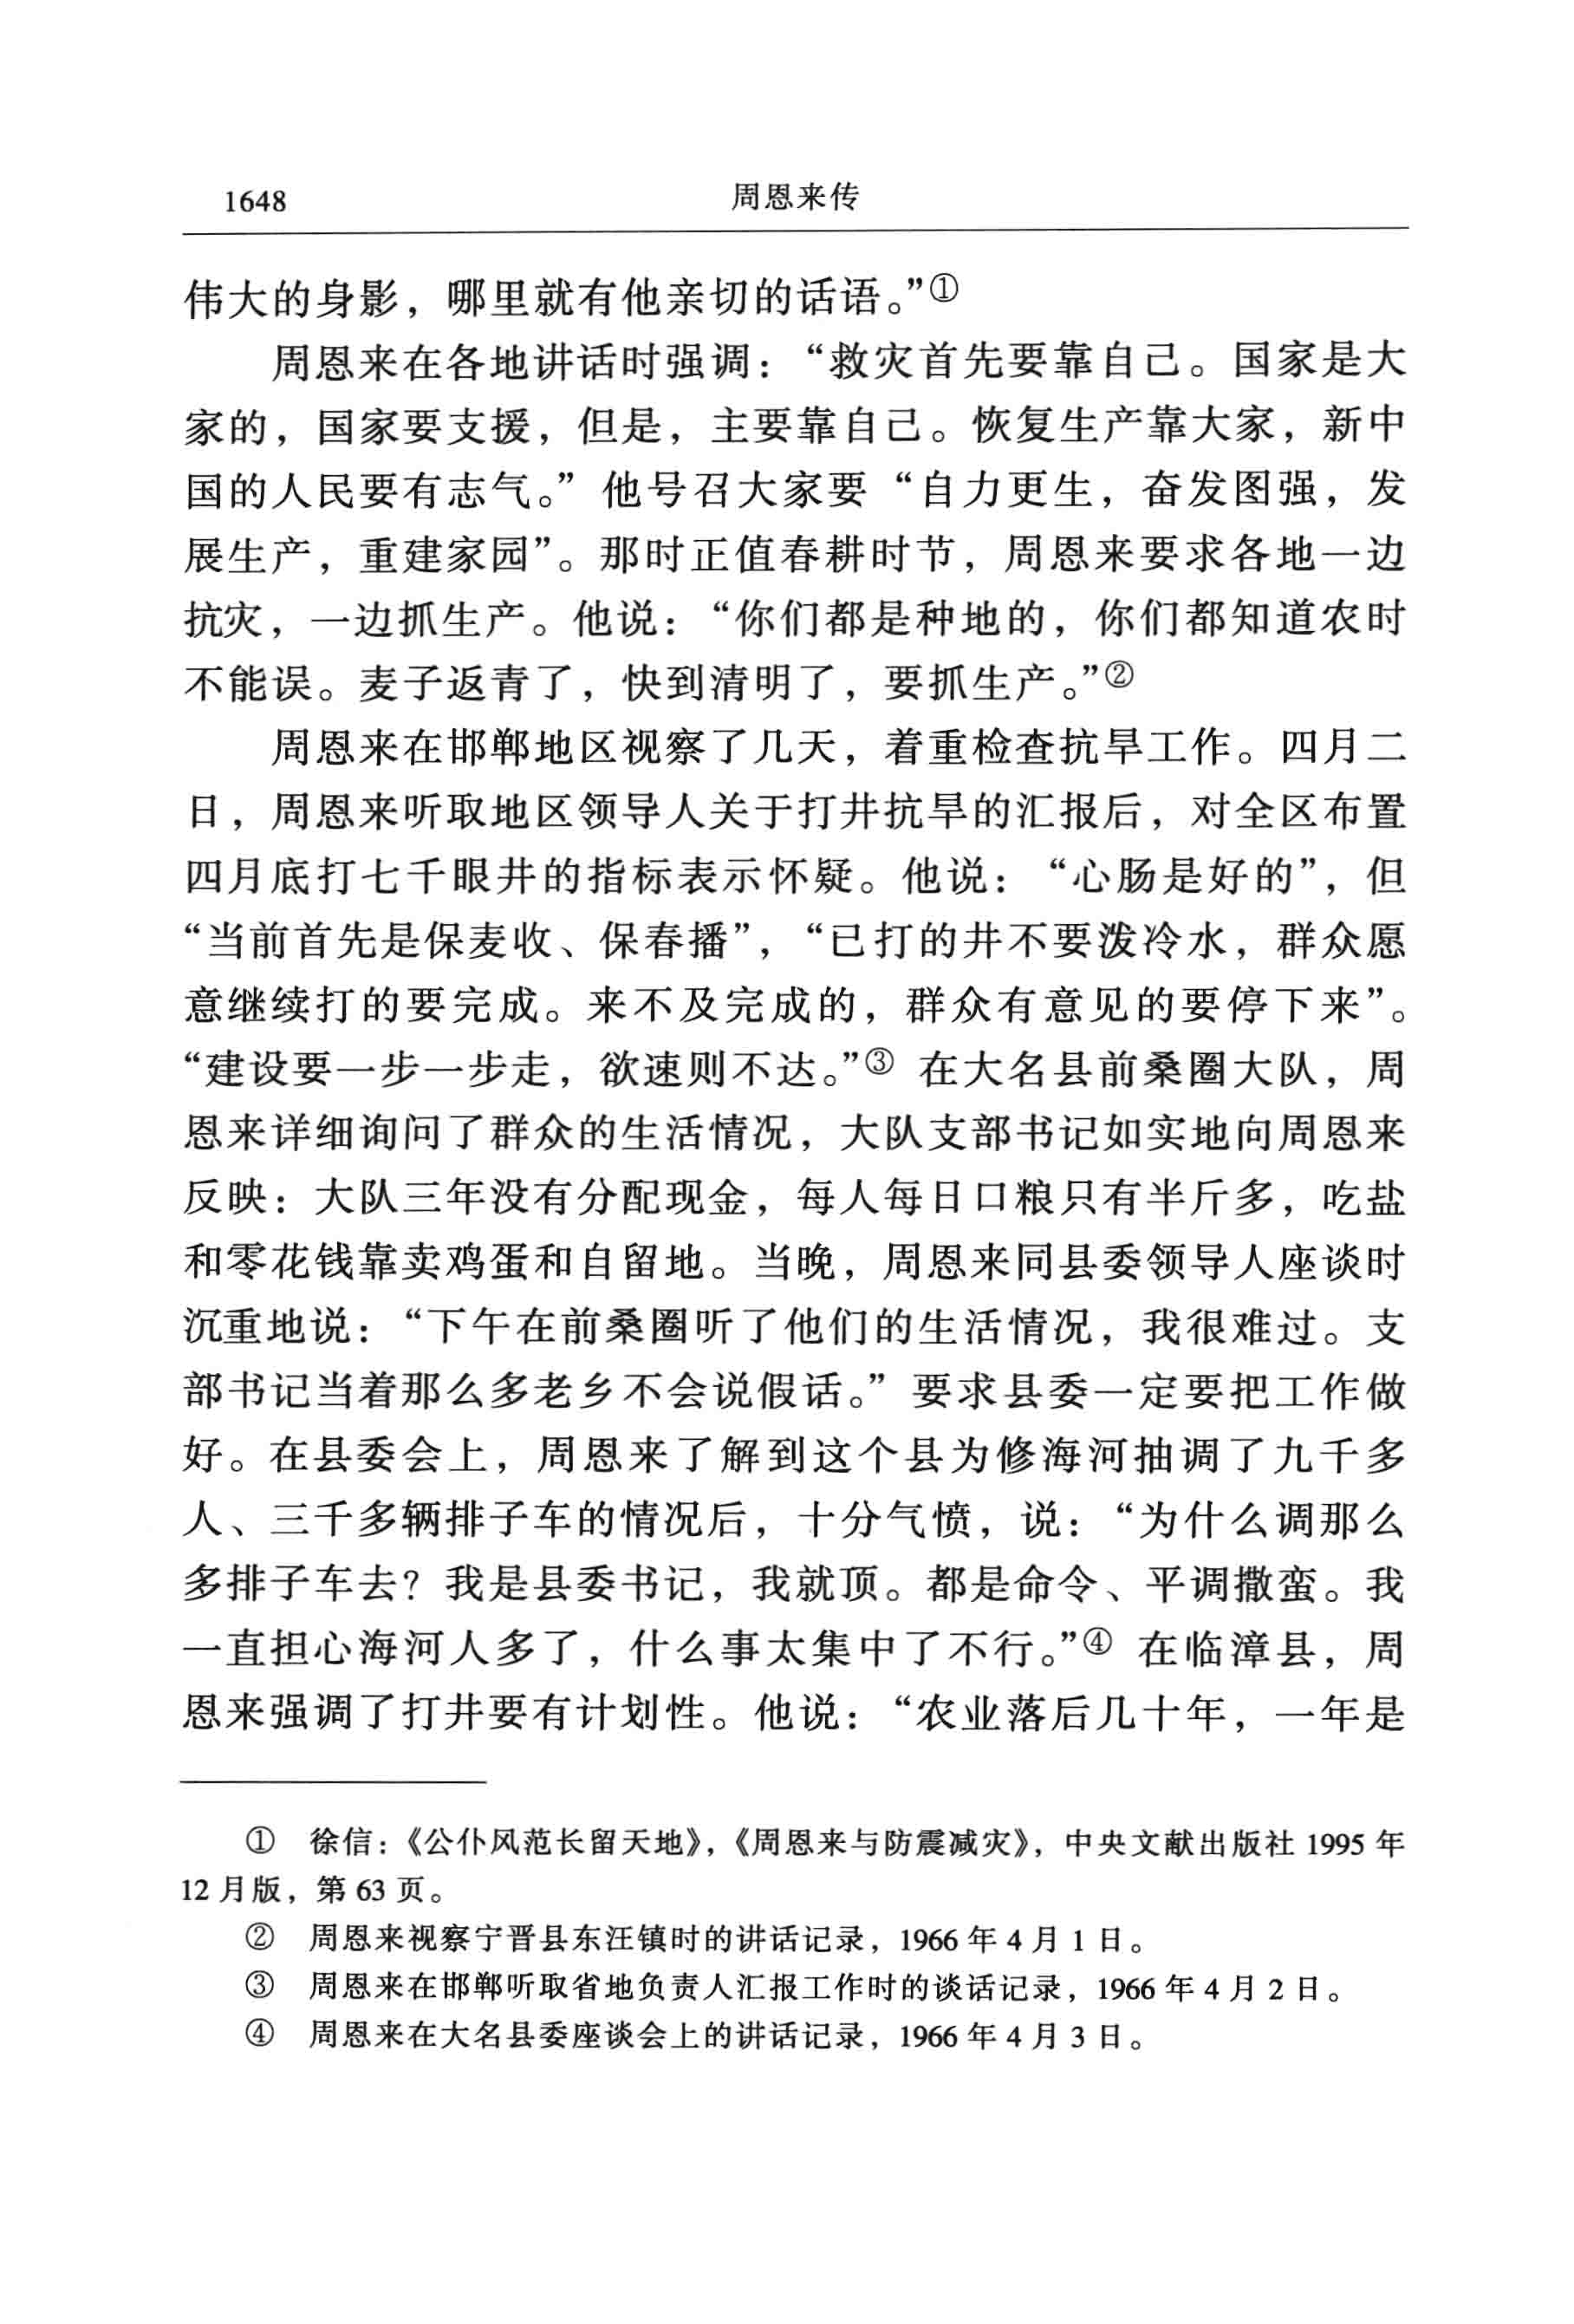 1648 周恩来传
伟大的身影，哪里就有他亲切的话语。”①
周恩来在各地讲话时强调：“救灾首先要靠自己。国家是大
家的，国家要支援，但是，主要靠自己。恢复生产靠大家，新中
国的人民要有志气。”他号召大家要“自力更生，奋发图强，发
展生产，重建家园”。那时正值春耕时节，周恩来要求各地一边
抗灾，一边抓生产。他说：“你们都是种地的，你们都知道农时
不能误。麦子返青了，快到清明了，要抓生产。”②
周恩来在邯郸地区视察了几天，着重检查抗旱工作。四月二
日，周恩来听取地区领导人关于打井抗旱的汇报后，对全区布置
四月底打七千眼井的指标表示怀疑。他说：“心肠是好的”，但
“当前首先是保麦收、保春播”，“已打的井不要泼冷水，群众愿
意继续打的要完成。来不及完成的，群众有意见的要停下来”。
“建设要一步一步走，欲速则不达。”③ 在大名县前桑圈大队，周
恩来详细询问了群众的生活情况，大队支部书记如实地向周恩来
反映：大队三年没有分配现金，每人每日口粮只有半斤多，吃盐
和零花钱靠卖鸡蛋和自留地。当晚，周恩来同县委领导人座谈时
沉重地说：“下午在前桑圈听了他们的生活情况，我很难过。支
部书记当着那么多老乡不会说假话。”要求县委一定要把工作做
好。在县委会上，周恩来了解到这个县为修海河抽调了九千多
人、三千多辆排子车的情况后，十分气愤，说：“为什么调那么
多排子车去？我是县委书记，我就顶。都是命令、平调撒蛮。我
一直担心海河人多了，什么事太集中了不行。”④ 在临漳县，周
恩来强调了打井要有计划性。他说：“农业落后几十年，一年是
① 徐信：《公仆风范长留天地》，《周恩来与防震减灾》，中央文献出版社 1995 年
12 月版，第 63 页。
② 周恩来视察宁晋县东汪镇时的讲话记录，1966 年 4 月 1 日。
③ 周恩来在邯郸听取省地负责人汇报工作时的谈话记录，1966 年 4 月 2 日。
④ 周恩来在大名县委座谈会上的讲话记录，1966 年 4 月 3 日。